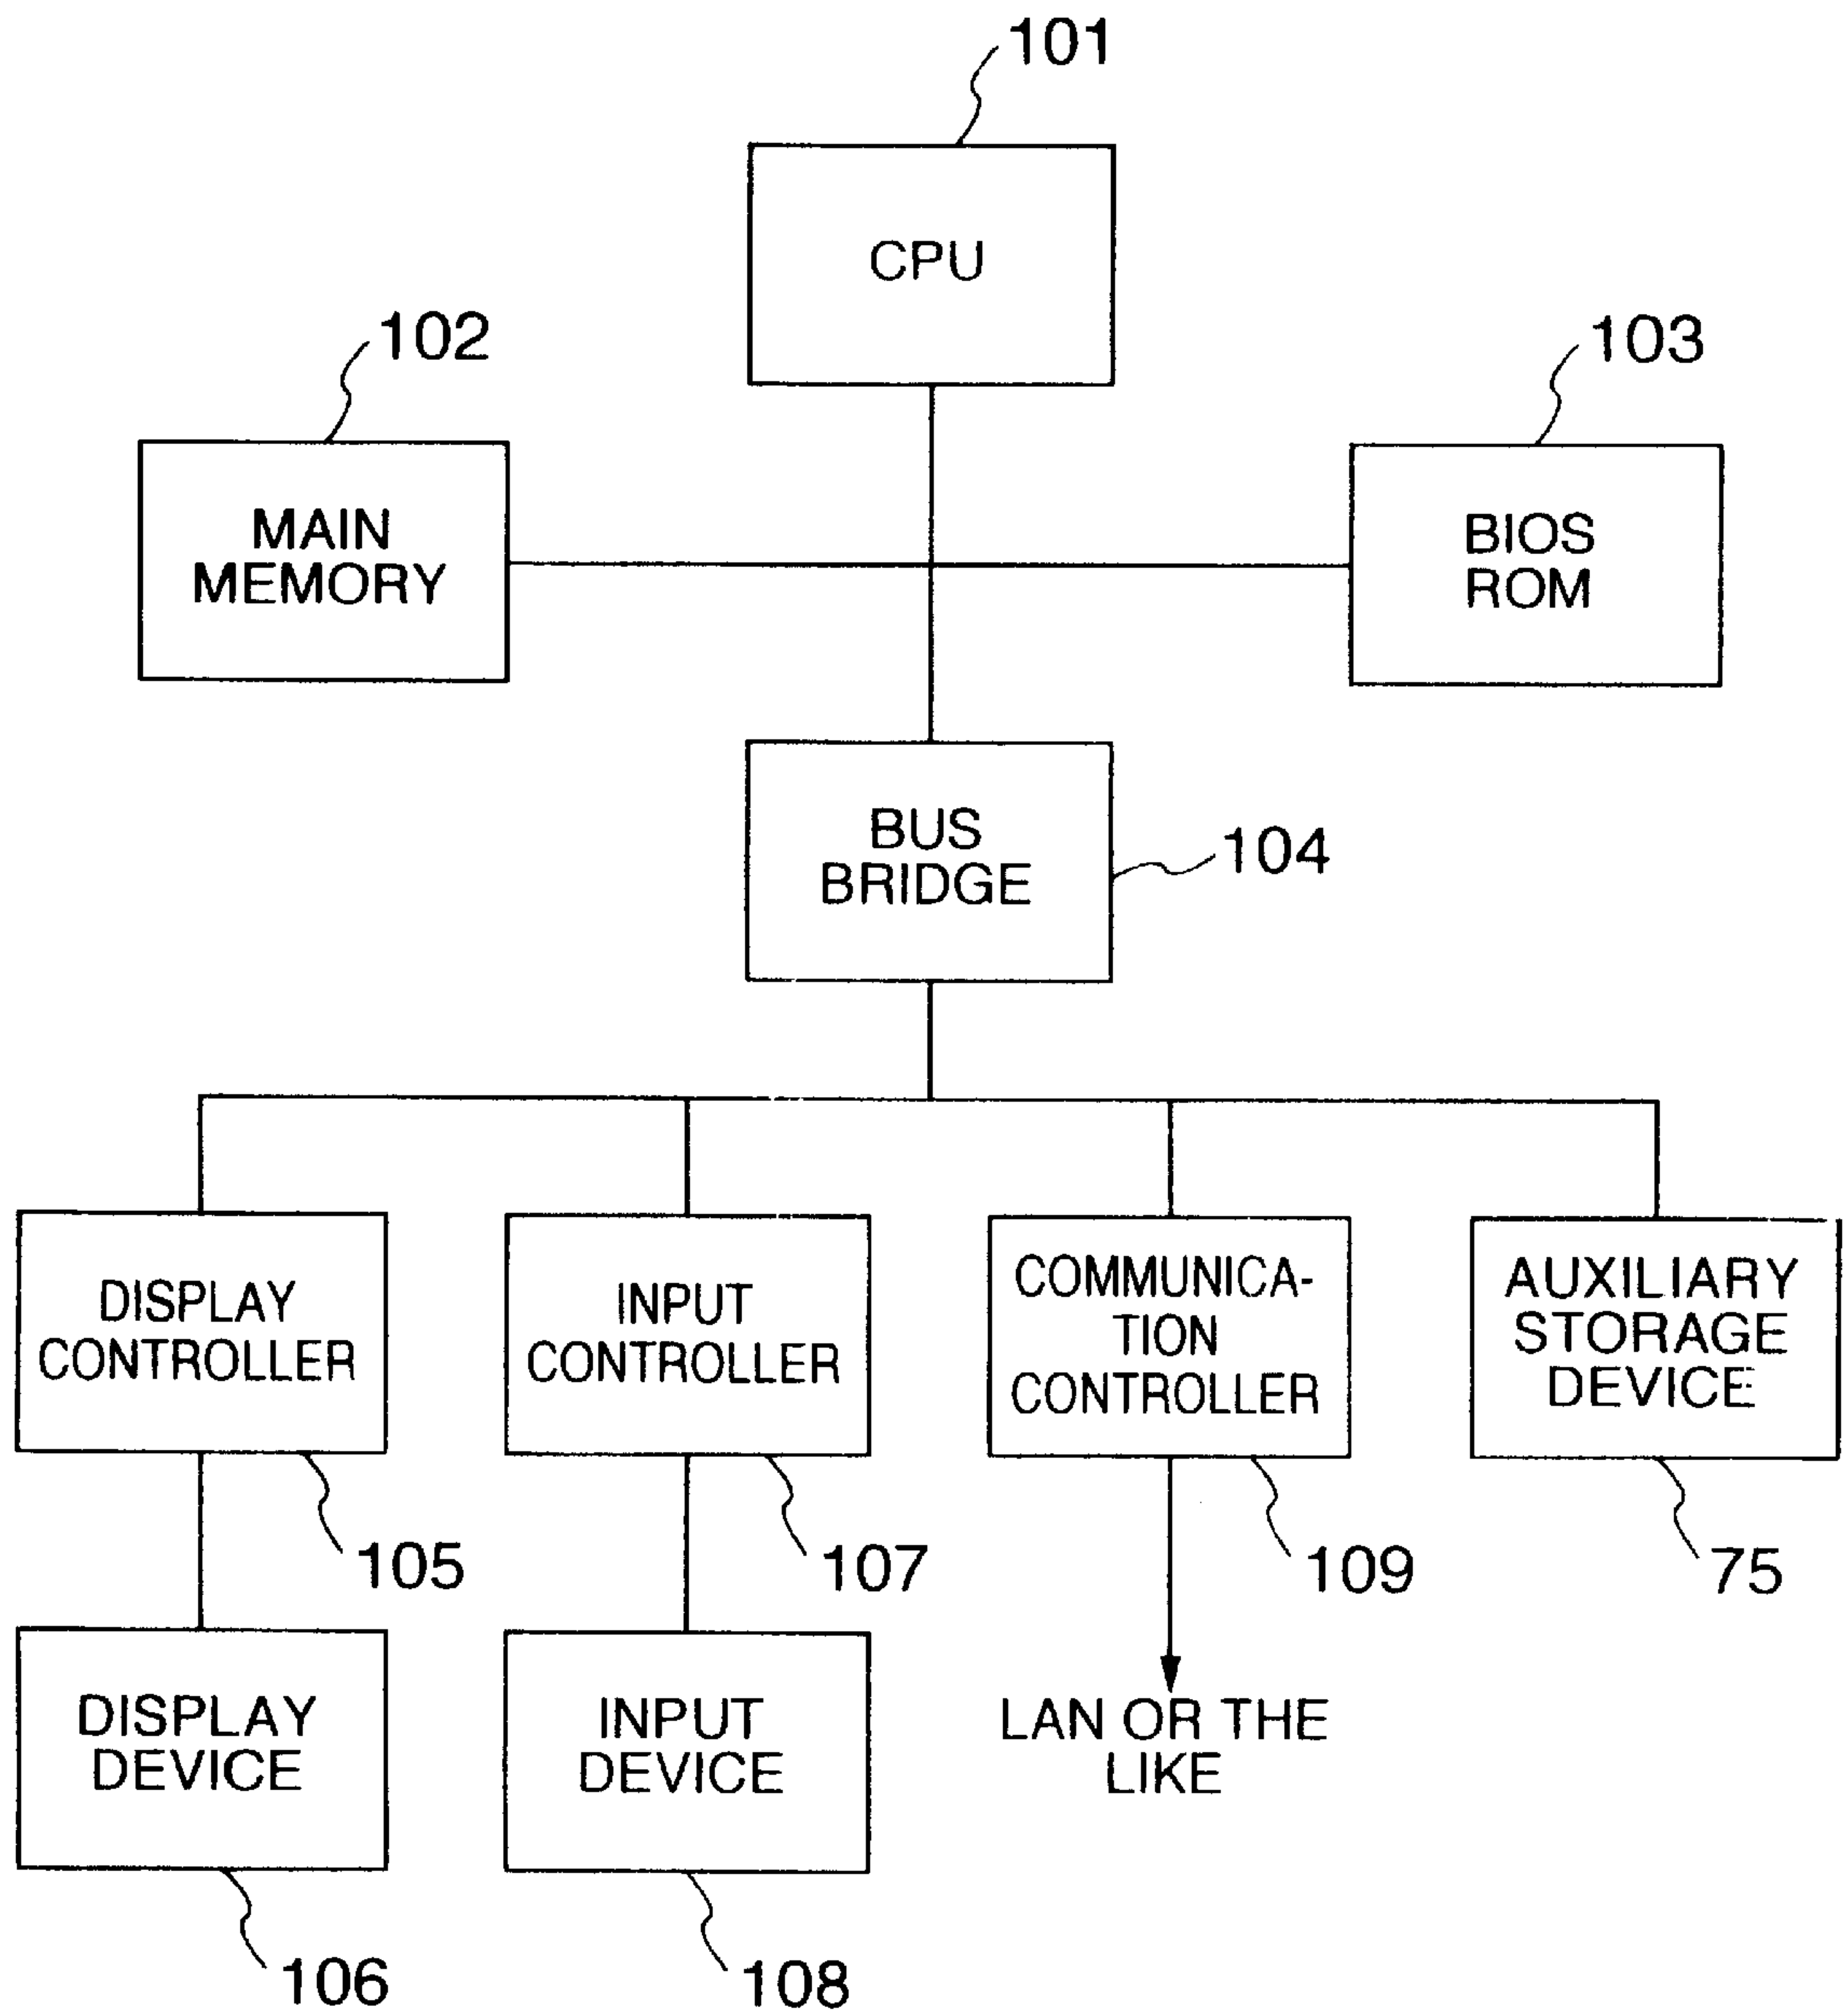 101
CPU
102
MAIN
MEMORY
103
BIOS
ROM
BUS
BRIDGE
104
DISPLAY
CONTROLLER
INPUT
CONTROLLER
COMMUNICA-
TION
CONTROLLER
AUXILIARY
STORAGE
DEVICE
105
107
109
75
DISPLAY
DEVICE
INPUT
DEVICE
LAN OR THE
LIKE
106
108